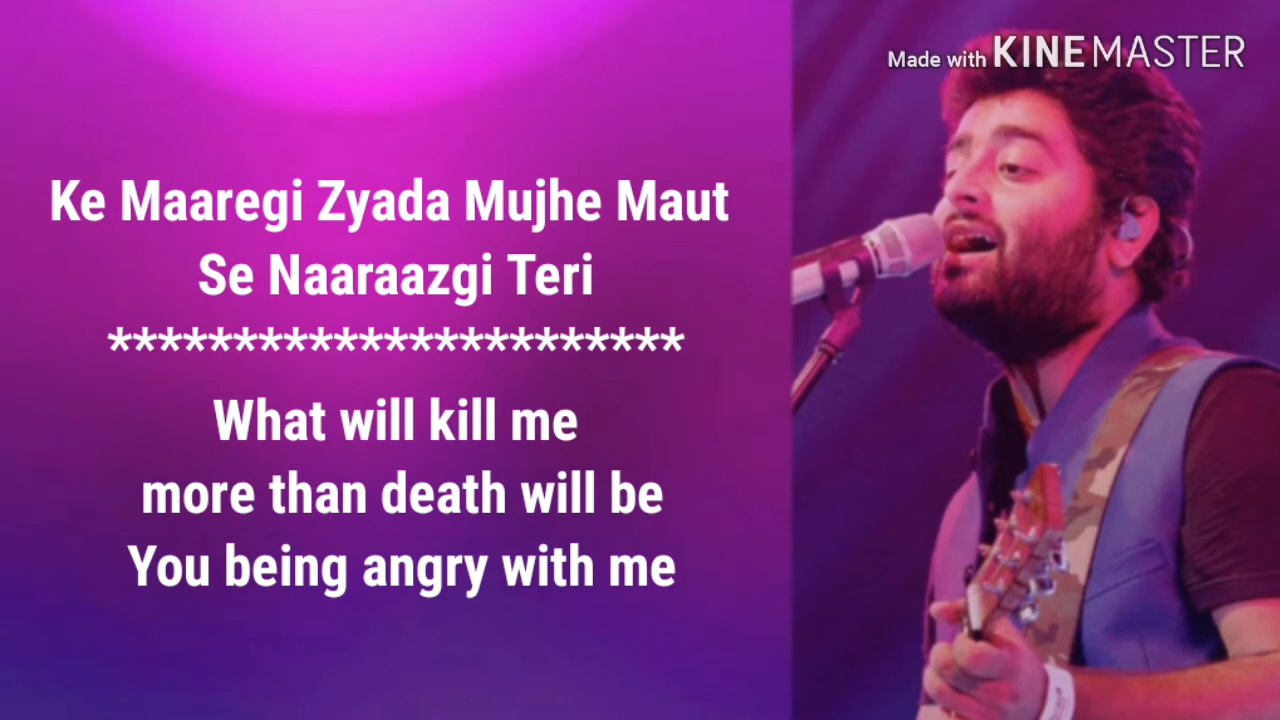 Made with KINEMASTER
Ke Maaregi Zyada Mujhe Maut
Se Naaraazgi Teri
***********************
What will kill me
more than death will be
You being angry with me